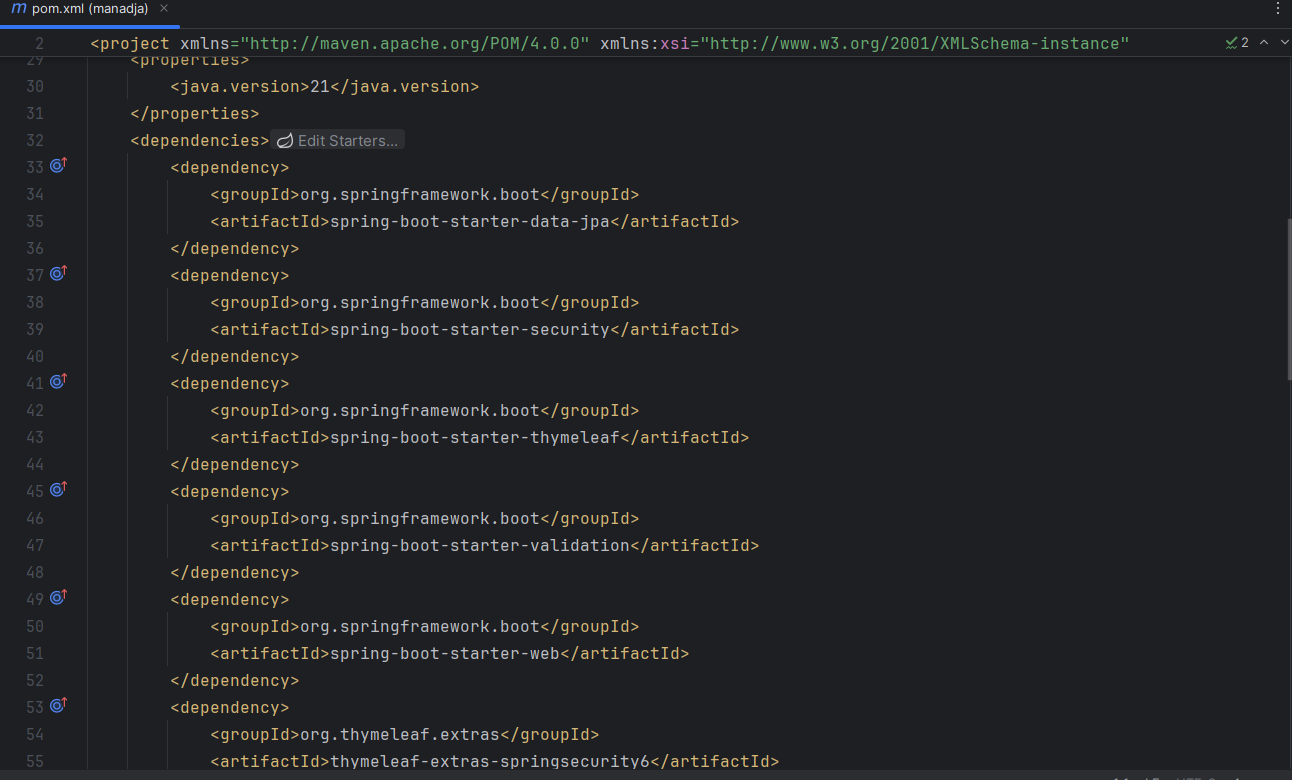 m pom.xml (manadja)
2 <project xmlns="http://maven.apache.org/POM/4.0.0" xmlns:xsi="http://www.w3.org/2001/XMLSchema-instance" 2
29 <properties>
30 <java.version>21</java.version>
31 </properties>
32 <dependencies> Edit Starters...
33 <dependency>
34 <groupId>org.springframework.boot</groupId>
35 <artifactId>spring-boot-starter-data-jpa</artifactId>
36 </dependency>
37 <dependency>
38 <groupId>org.springframework.boot</groupId>
39 <artifactId>spring-boot-starter-security</artifactId>
40 </dependency>
41 <dependency>
42 <groupId>org.springframework.boot</groupId>
43 <artifactId>spring-boot-starter-thymeleaf</artifactId>
44 </dependency>
45 <dependency>
46 <groupId>org.springframework.boot</groupId>
47 <artifactId>spring-boot-starter-validation</artifactId>
48 </dependency>
49 <dependency>
50 <groupId>org.springframework.boot</groupId>
51 <artifactId>spring-boot-starter-web</artifactId>
52 </dependency>
53 <dependency>
54 <groupId>org.thymeleaf.extras</groupId>
55 <artifactId>thymeleaf-extras-springsecurity6</artifactId>